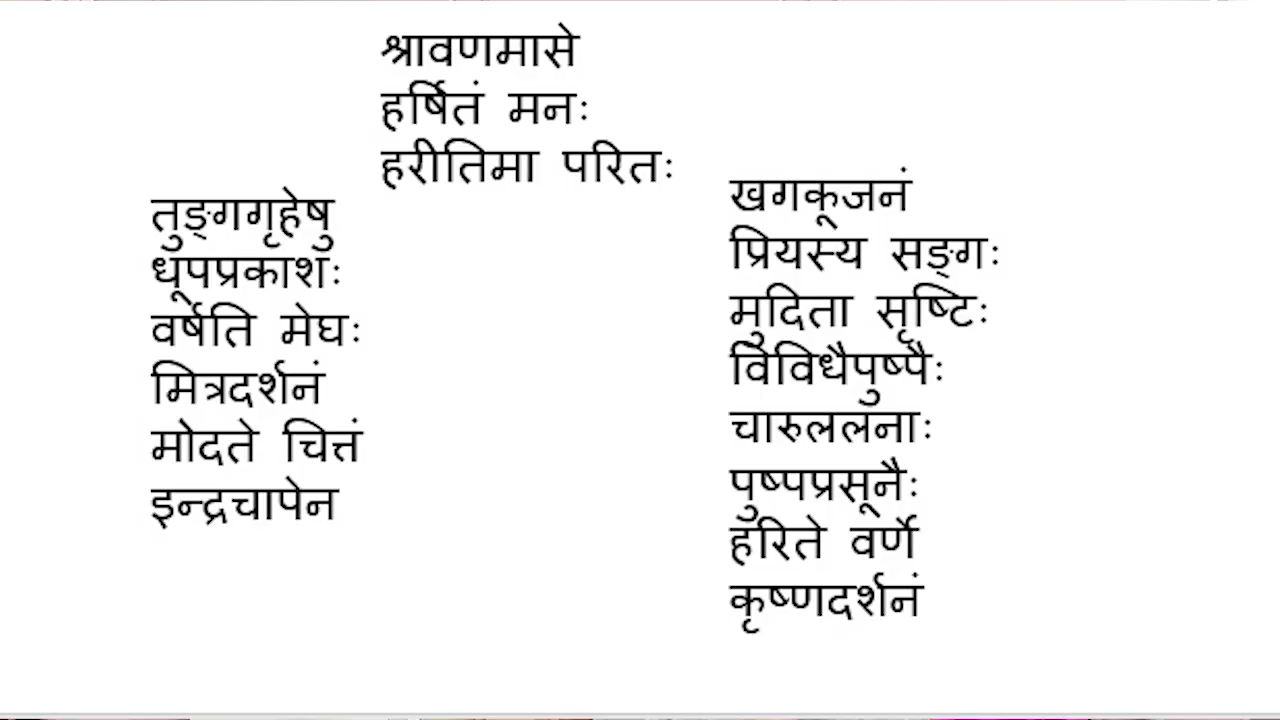 श्रावणमासे
हर्षितं मनः
हरीतिमा परितः
तुङ्गगृहेषु
धूपप्रकाशः
वर्षेति मेघः
मित्रदर्शनं
मोदते चित्तं
इन्द्रचापेन
खगकूजनं
प्रियस्य सङ्गः
मुदिता सृष्टिः
विविधैपुष्पैः
चारुललनाः
पुष्पप्रसूनैः
हरिते वर्णे
कृष्णदर्शनं